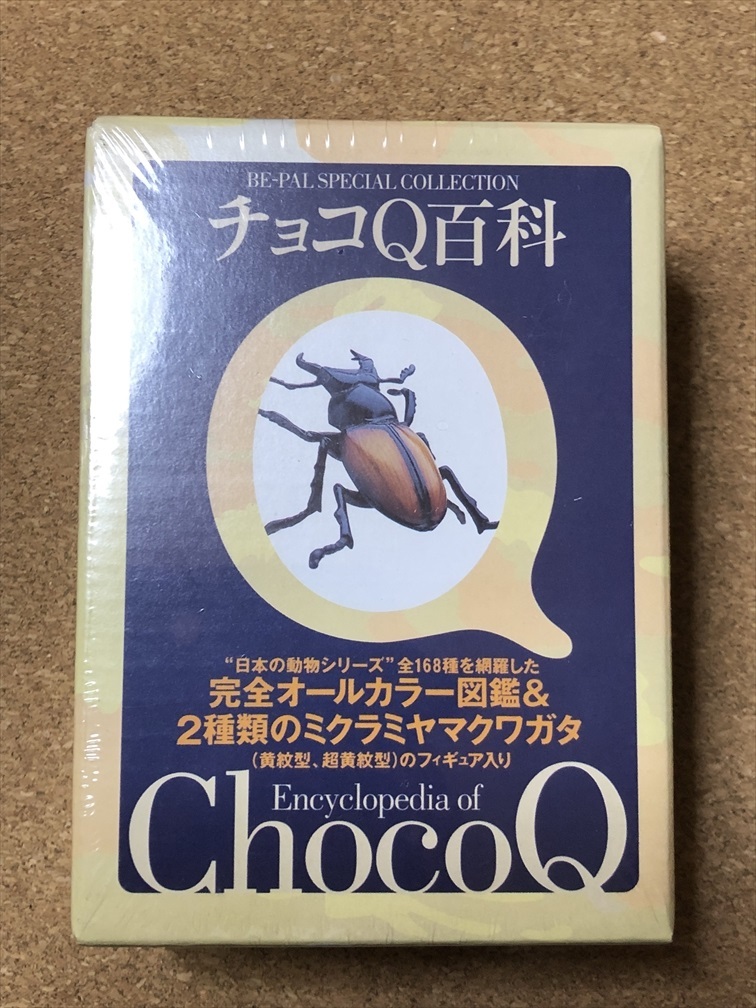 BE-PAL SPECIAL COLLECTION
チョコQ百科
“日本の動物シリーズ”全168種を網羅した
完全オールカラー図鑑&
2種類のミクラミヤマクワガタ
(黄紋型、超黄紋型)のフィギュア入り
Encyclopedia of
ChocoQ